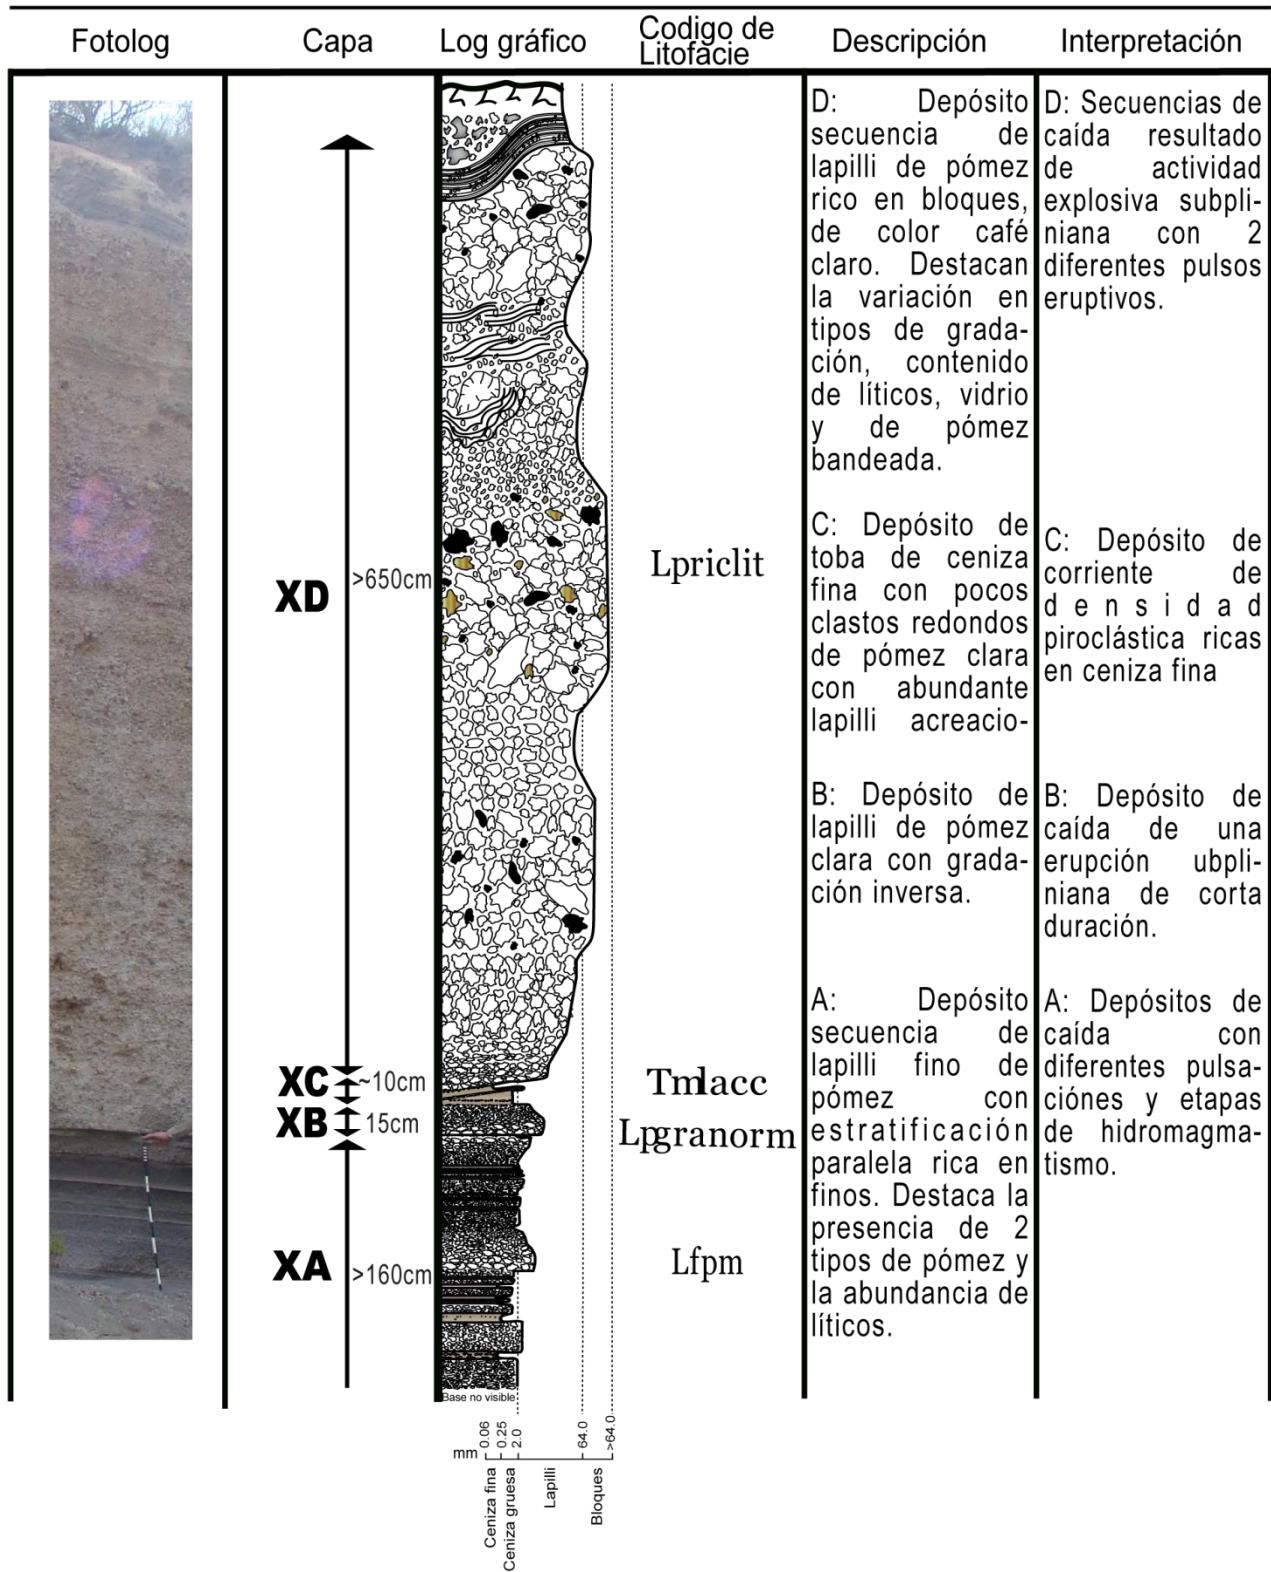 Fotolog
Capa
Log gráfico
Codigo de
Litofácie
Descripción
Interpretación
XD
>650cm
XC
~10cm
XB
15cm
XA
>160cm
Base no visible
mm
0.06
0.25
2.0
64.0
>64.0
Ceniza fina
Ceniza gruesa
Lapilli
Bloques
Lpriclit
Tmlacc
Lpgranorm
Lfpm
D: Depósito
secuencia de
lapilli de pómez
rico en bloques,
de color café
claro. Destacan
la variación en
tipos de grada-
ción, contenido
de líticos, vidrio
y de pómez
bandeada.
C: Depósito de
toba de ceniza
fina con pocos
clastos redondos
de pómez clara
con abundante
lapilli acreacio-
B: Depósito de
lapilli de pómez
clara con grada-
ción inversa.
A: Depósito
secuencia de
lapilli fino de
pómez con
estratificación
paralela rica en
finos. Destaca la
presencia de 2
tipos de pómez y
la abundancia de
líticos.
D: Secuencias de
caída resultado
de actividad
explosiva subpli-
niana con 2
diferentes pulsos
eruptivos.
C: Depósito de
corriente de
densidad
piroclástica ricas
en ceniza fina
B: Depósito de
caída de una
erupción ubpli-
niana de corta
duración.
A: Depósitos de
caída con
diferentes pulsa-
ciónes y etapas
de hidromagma-
tismo.